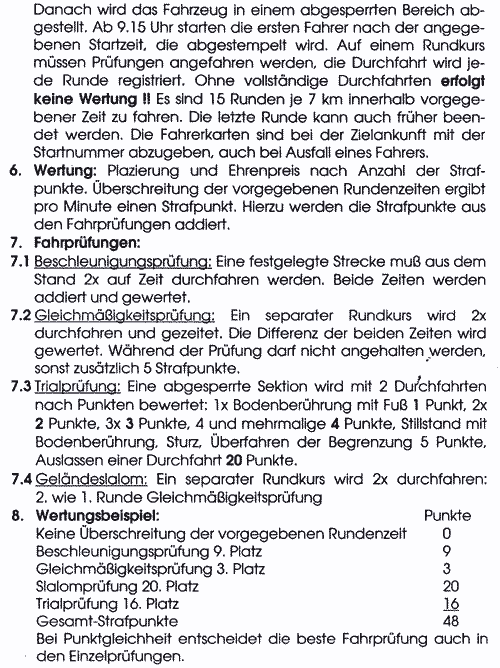 Danach wird das Fahrzeug in einem abgesperrten Bereich ab-
gestellt. Ab 9.15 Uhr starten die ersten Fahrer nach der angege-
benen Startzeit, die abgestempelt wird. Auf einem Rundkurs
müssen Prüfungen angefahren werden, die Durchfahrt wird je-
de Runde registriert. Ohne vollständige Durchfahrten erfolgt
keine Wertung !! Es sind 15 Runden je 7 km innerhalb vorgege-
bener Zeit zu fahren. Die letzte Runde kann auch früher been-
det werden. Die Fahrerkarten sind bei der Zielankunft mit der
Startnummer abzugeben, auch bei Ausfall eines Fahrers.
6. Wertung: Plazierung und Ehrenpreis nach Anzahl der Straf-
punkte. Überschreitung der vorgegebenen Rundenzeiten ergibt
pro Minute einen Strafpunkt. Hierzu werden die Strafpunkte aus
den Fahrprüfungen addiert.
7. Fahrprüfungen:
7.1 Beschleunigungsprüfung: Eine festgelegte Strecke muß aus dem
Stand 2x auf Zeit durchfahren werden. Beide Zeiten werden
addiert und gewertet.
7.2 Gleichmäßigkeitsprüfung: Ein separater Rundkurs wird 2x
durchfahren und gezeitet. Die Differenz der beiden Zeiten wird
gewertet. Während der Prüfung darf nicht angehalten werden,
sonst zusätzlich 5 Strafpunkte.
7.3 Trialprüfung: Eine abgesperrte Sektion wird mit 2 Durchfahrten
nach Punkten bewertet: 1x Bodenberührung mit Fuß 1 Punkt, 2x
2 Punkte, 3x 3 Punkte, 4 und mehrmalige 4 Punkte, Stillstand mit
Bodenberührung, Sturz, Überfahren der Begrenzung 5 Punkte,
Auslassen einer Durchfahrt 20 Punkte.
7.4 Geländeslalom: Ein separater Rundkurs wird 2x durchfahren:
2. wie 1. Runde Gleichmäßigkeitsprüfung
8. Wertungsbeispiel: Punkte
Keine Überschreitung der vorgegebenen Rundenzeit 0
Beschleunigungsprüfung 9. Platz 9
Gleichmäßigkeitsprüfung 3. Platz 3
Slalomprüfung 20. Platz 20
Trialprüfung 16. Platz 16
Gesamt-Strafpunkte 48
Bei Punktgleichheit entscheidet die beste Fahrprüfung auch in
den Einzelprüfungen.